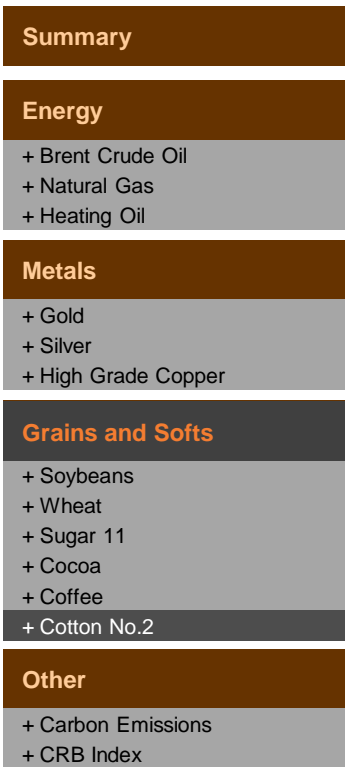 Summary
Energy
+ Brent Crude Oil
+ Natural Gas
+ Heating Oil
Metals
+ Gold
+ Silver
+ High Grade Copper
Grains and Softs
+ Soybeans
+ Wheat
+ Sugar 11
+ Cocoa
+ Coffee
+ Cotton No.2
Other
+ Carbon Emissions
+ CRB Index